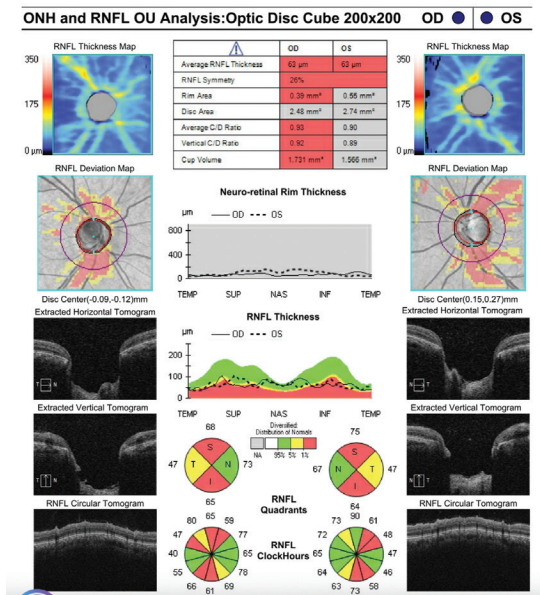 ONH and RNFL OU Analysis:Optic Disc Cube 200x200 OD OS
RNFL Thickness Map
350
175
0 µm
OD OS
Average RNFL Thickness 63 µm 63 µm
RNFL Symmetry 26%
Rim Area 0.39 mm² 0.55 mm²
Disc Area 2.48 mm² 2.74 mm²
Average C/D Ratio 0.93 0.90
Vertical C/D Ratio 0.92 0.89
Cup Volume 1.731 mm³ 1.566 mm³
RNFL Thickness Map
350
175
0 µm
RNFL Deviation Map
Disc Center(-0.09,-0.12)mm
Neuro-retinal Rim Thickness
µm OD OS
800
400
0
TEMP SUP NAS INF TEMP
RNFL Deviation Map
Disc Center(0.15,0.27)mm
Extracted Horizontal Tomogram
T N
RNFL Thickness
µm OD OS
200
100
0
TEMP SUP NAS INF TEMP
Extracted Horizontal Tomogram
N T
Extracted Vertical Tomogram
T N
Diversified:
Distribution of Normals
NA 95% 5% 1%
68
47 S 73
T N
I
65
RNFL
Quadrants
75
67 S 47
N T
I
64
Extracted Vertical Tomogram
N T
RNFL Circular Tomogram
65
80 59
47 77
40 65
55 78
66 69
61
RNFL
ClockHours
90
73 61
72 48
65 47
64 46
63 58
73
RNFL Circular Tomogram